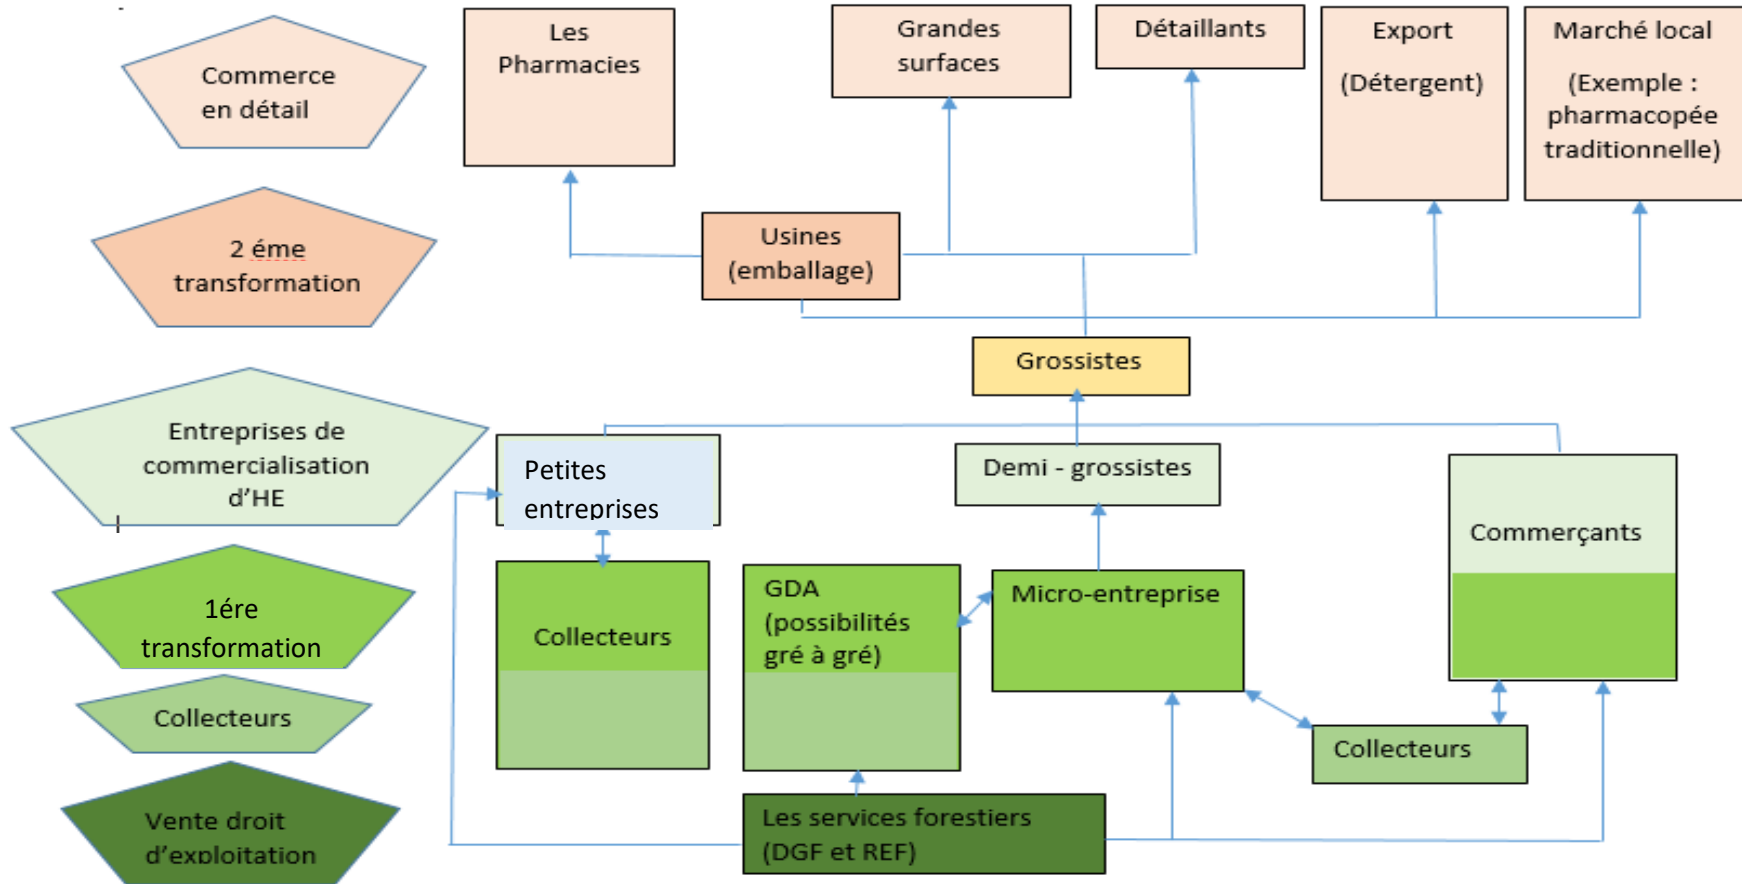 Commerce
en détail
Les
Pharmacies
Grandes
surfaces
Détaillants
Export
(Détergent)
Marché local
(Exemple :
pharmacopée
traditionnelle)
2 éme
transformation
Usines
(emballage)
Grossistes
Entreprises de
commercialisation
d’HE
Petites
entreprises
Demi - grossistes
Commerçants
1ére
transformation
Collecteurs
GDA
(possibilités
gré à gré)
Micro-entreprise
Collecteurs
Collecteurs
Vente droit
d’exploitation
Les services forestiers
(DGF et REF)